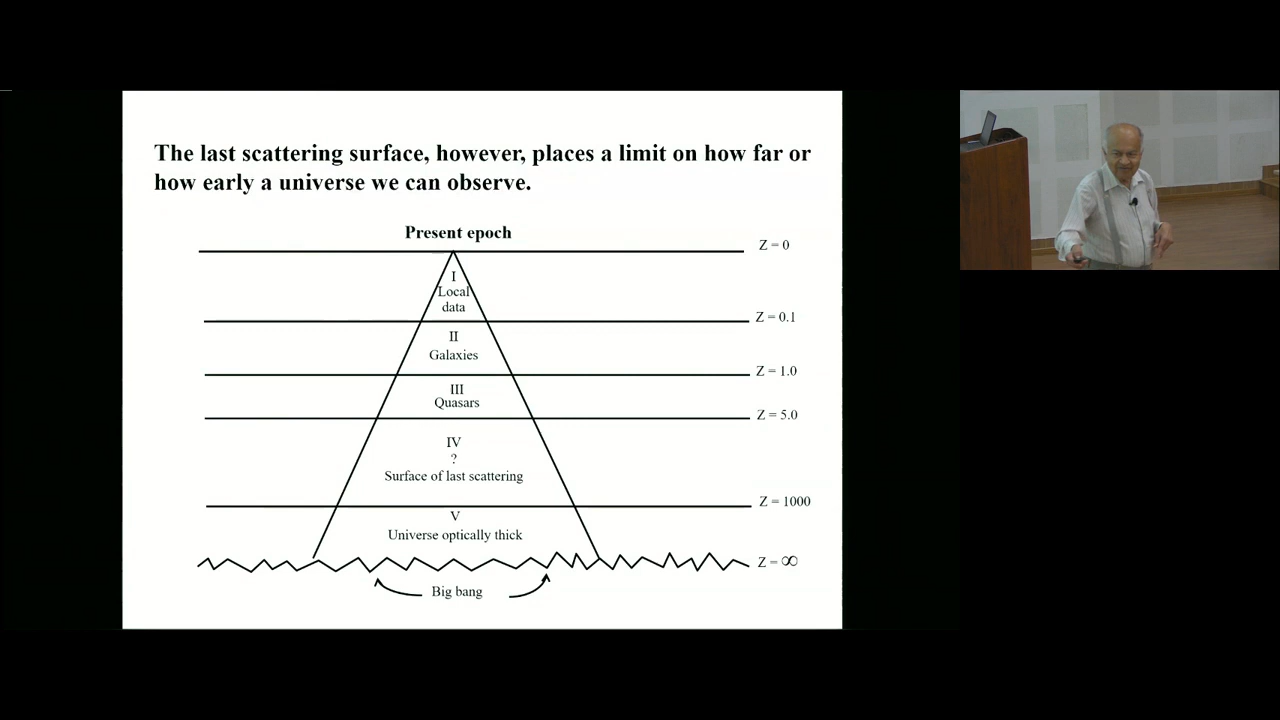 The last scattering surface, however, places a limit on how far or
how early a universe we can observe.
Present epoch
Z = 0
I
Local
data
Z = 0.1
II
Galaxies
Z = 1.0
III
Quasars
Z = 5.0
IV
?
Surface of last scattering
Z = 1000
V
Universe optically thick
Z = ∞
Big bang